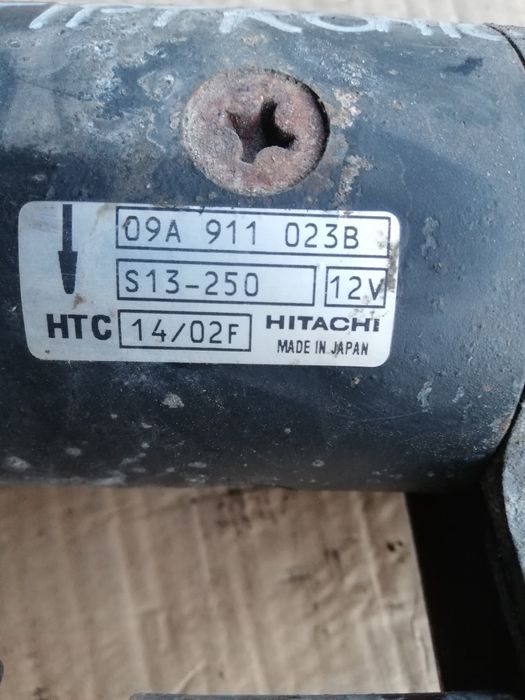 09A 911 023B
S13-250 12V
HTC 14/02F HITACHI
MADE IN JAPAN